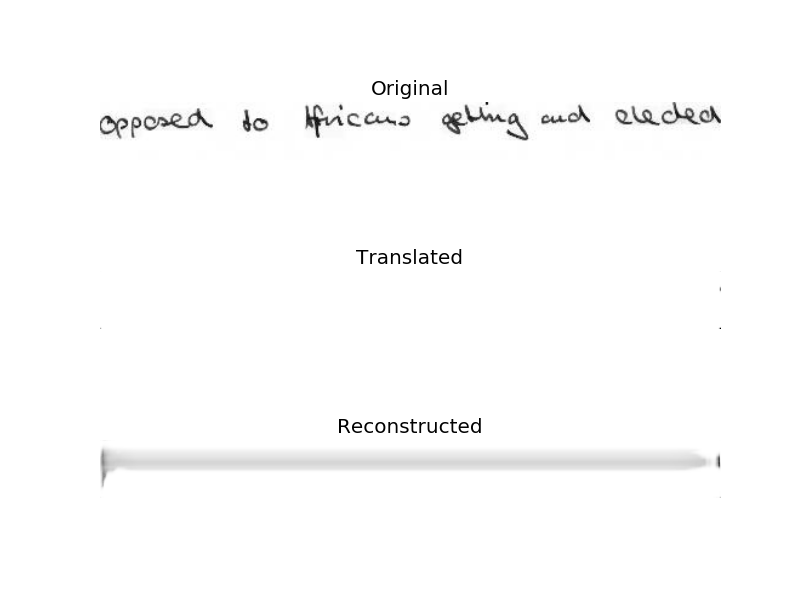 Original
opposed to Africans getting and elected
Translated
Reconstructed